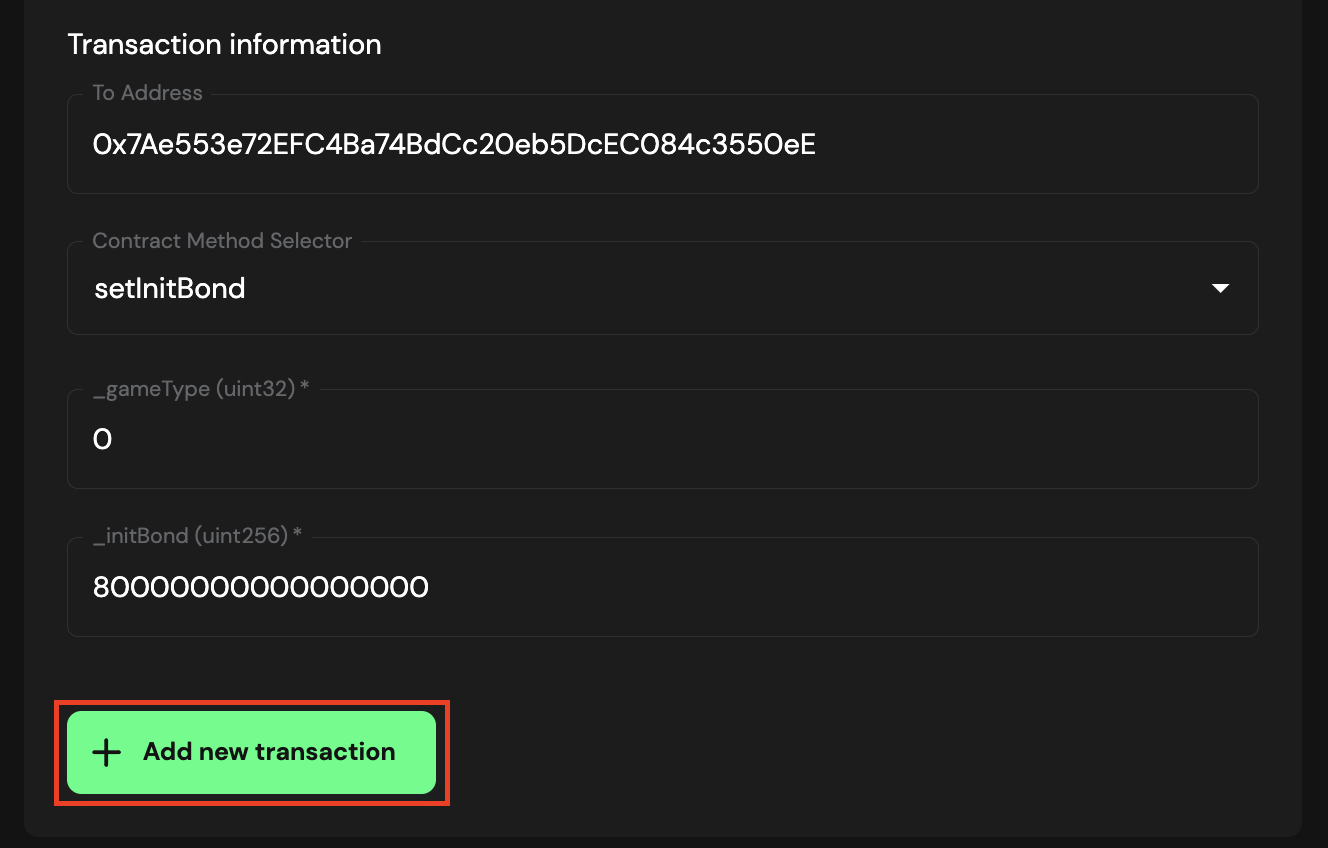 Transaction information
To Address
0x7Ae553e72EFC4Ba74BdCc20eb5DcEC084c3550eE
Contract Method Selector
setInitBond
_gameType (uint32) *
0
_initBond (uint256) *
80000000000000000
+ Add new transaction